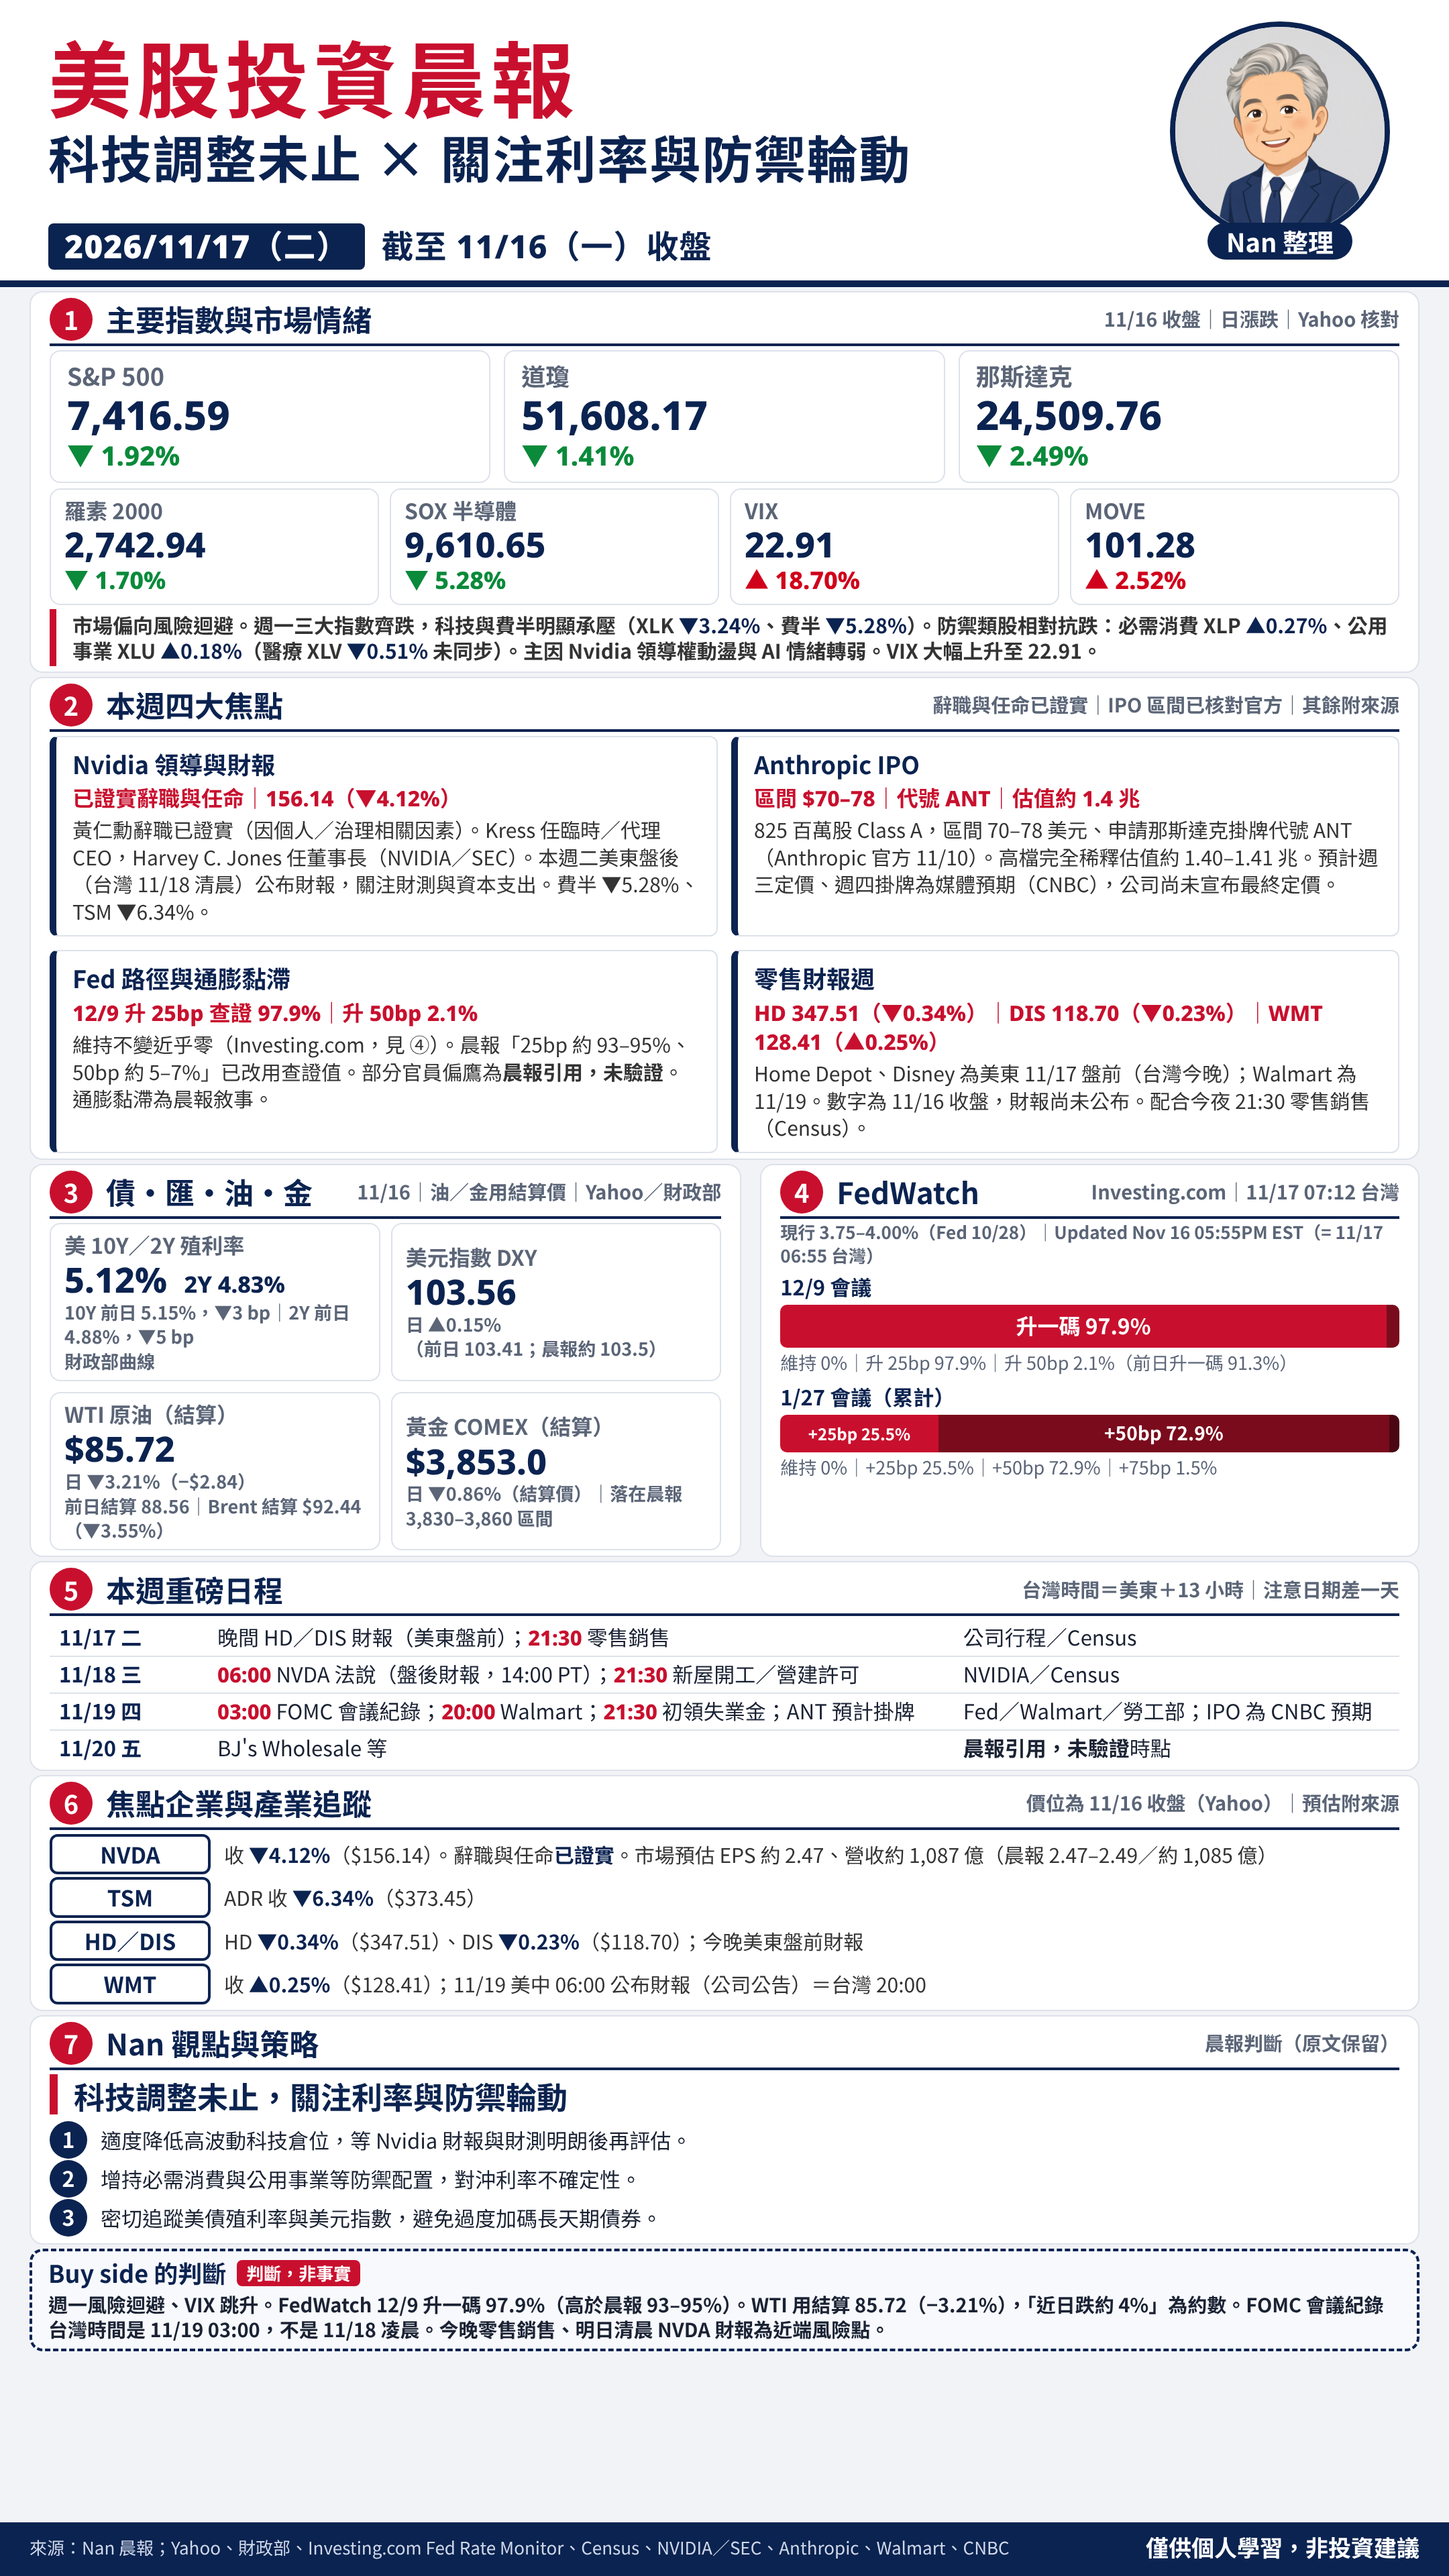 美股投資晨報
科技調整未止 × 關注利率與防禦輪動
2026/11/17（二） 截至 11/16（一）收盤
Nan 整理
1 主要指數與市場情緒 11/16 收盤｜日漲跌｜Yahoo 核對
S&P 500
7,416.59
▼ 1.92%
道瓊
51,608.17
▼ 1.41%
那斯達克
24,509.76
▼ 2.49%
羅素 2000
2,742.94
▼ 1.70%
SOX 半導體
9,610.65
▼ 5.28%
VIX
22.91
▲ 18.70%
MOVE
101.28
▲ 2.52%
市場偏向風險迴避。週一三大指數齊跌，科技與費半明顯承壓（XLK ▼3.24%、費半 ▼5.28%）。防禦類股相對抗跌：必需消費 XLP ▲0.27%、公用
事業 XLU ▲0.18%（醫療 XLV ▼0.51% 未同步）。主因 Nvidia 領導權動盪與 AI 情緒轉弱。VIX 大幅上升至 22.91。
2 本週四大焦點 辭職與任命已證實｜IPO 區間已核對官方｜其餘附來源
Nvidia 領導與財報
已證實辭職與任命｜156.14（▼4.12%）
黃仁勳辭職已證實（因個人／治理相關因素）。Kress 任臨時／代理
CEO，Harvey C. Jones 任董事長（NVIDIA／SEC）。本週二美東盤後
（台灣 11/18 清晨）公布財報，關注財測與資本支出。費半 ▼5.28%、
TSM ▼6.34%。
Anthropic IPO
區間 $70–78｜代號 ANT｜估值約 1.4 兆
825 百萬股 Class A，區間 70–78 美元、申請那斯達克掛牌代號 ANT
（Anthropic 官方 11/10）。高檔完全稀釋估值約 1.40–1.41 兆。預計週
三定價、週四掛牌為媒體預期（CNBC），公司尚未宣布最終定價。
Fed 路徑與通膨黏滯
12/9 升 25bp 查證 97.9%｜升 50bp 2.1%
維持不變近乎零（Investing.com，見 ④）。晨報「25bp 約 93–95%、
50bp 約 5–7%」已改用查證值。部分官員偏鷹為晨報引用，未驗證。
通膨黏滯為晨報敘事。
零售財報週
HD 347.51（▼0.34%）｜DIS 118.70（▼0.23%）｜WMT
128.41（▲0.25%）
Home Depot、Disney 為美東 11/17 盤前（台灣今晚）；Walmart 為
11/19。數字為 11/16 收盤，財報尚未公布。配合今夜 21:30 零售銷售
（Census）。
3 債・匯・油・金 11/16｜油／金用結算價｜Yahoo／財政部
美 10Y／2Y 殖利率
5.12% 2Y 4.83%
10Y 前日 5.15%，▼3 bp｜2Y 前日
4.88%，▼5 bp
財政部曲線
美元指數 DXY
103.56
日 ▲0.15%
（前日 103.41；晨報約 103.5）
WTI 原油（結算）
$85.72
日 ▼3.21%（−$2.84）
前日結算 88.56｜Brent 結算 $92.44
（▼3.55%）
黃金 COMEX（結算）
$3,853.0
日 ▼0.86%（結算價）｜落在晨報
3,830–3,860 區間
4 FedWatch Investing.com｜11/17 07:12 台灣
現行 3.75–4.00%（Fed 10/28）｜Updated Nov 16 05:55PM EST（= 11/17
06:55 台灣）
12/9 會議
升一碼 97.9%
維持 0%｜升 25bp 97.9%｜升 50bp 2.1%（前日升一碼 91.3%）
1/27 會議（累計）
+25bp 25.5% +50bp 72.9%
維持 0%｜+25bp 25.5%｜+50bp 72.9%｜+75bp 1.5%
5 本週重磅日程 台灣時間＝美東＋13 小時｜注意日期差一天
11/17 二 晚間 HD／DIS 財報（美東盤前）；21:30 零售銷售 公司行程／Census
11/18 三 06:00 NVDA 法說（盤後財報，14:00 PT）；21:30 新屋開工／營建許可 NVIDIA／Census
11/19 四 03:00 FOMC 會議紀錄；20:00 Walmart；21:30 初領失業金；ANT 預計掛牌 Fed／Walmart／勞工部；IPO 為 CNBC 預期
11/20 五 BJ's Wholesale 等 晨報引用，未驗證時點
6 焦點企業與產業追蹤 價位為 11/16 收盤（Yahoo）｜預估附來源
NVDA 收 ▼4.12%（$156.14）。辭職與任命已證實。市場預估 EPS 約 2.47、營收約 1,087 億（晨報 2.47–2.49／約 1,085 億）
TSM ADR 收 ▼6.34%（$373.45）
HD／DIS HD ▼0.34%（$347.51）、DIS ▼0.23%（$118.70）；今晚美東盤前財報
WMT 收 ▲0.25%（$128.41）；11/19 美中 06:00 公布財報（公司公告）＝台灣 20:00
7 Nan 觀點與策略 晨報判斷（原文保留）
科技調整未止，關注利率與防禦輪動
1 適度降低高波動科技倉位，等 Nvidia 財報與財測明朗後再評估。
2 增持必需消費與公用事業等防禦配置，對沖利率不確定性。
3 密切追蹤美債殖利率與美元指數，避免過度加碼長天期債券。
Buy side 的判斷 判斷，非事實
週一風險迴避、VIX 跳升。FedWatch 12/9 升一碼 97.9%（高於晨報 93–95%）。WTI 用結算 85.72（−3.21%），「近日跌約 4%」為約數。FOMC 會議紀錄
台灣時間是 11/19 03:00，不是 11/18 凌晨。今晚零售銷售、明日清晨 NVDA 財報為近端風險點。
來源：Nan 晨報；Yahoo、財政部、Investing.com Fed Rate Monitor、Census、NVIDIA／SEC、Anthropic、Walmart、CNBC 僅供個人學習，非投資建議